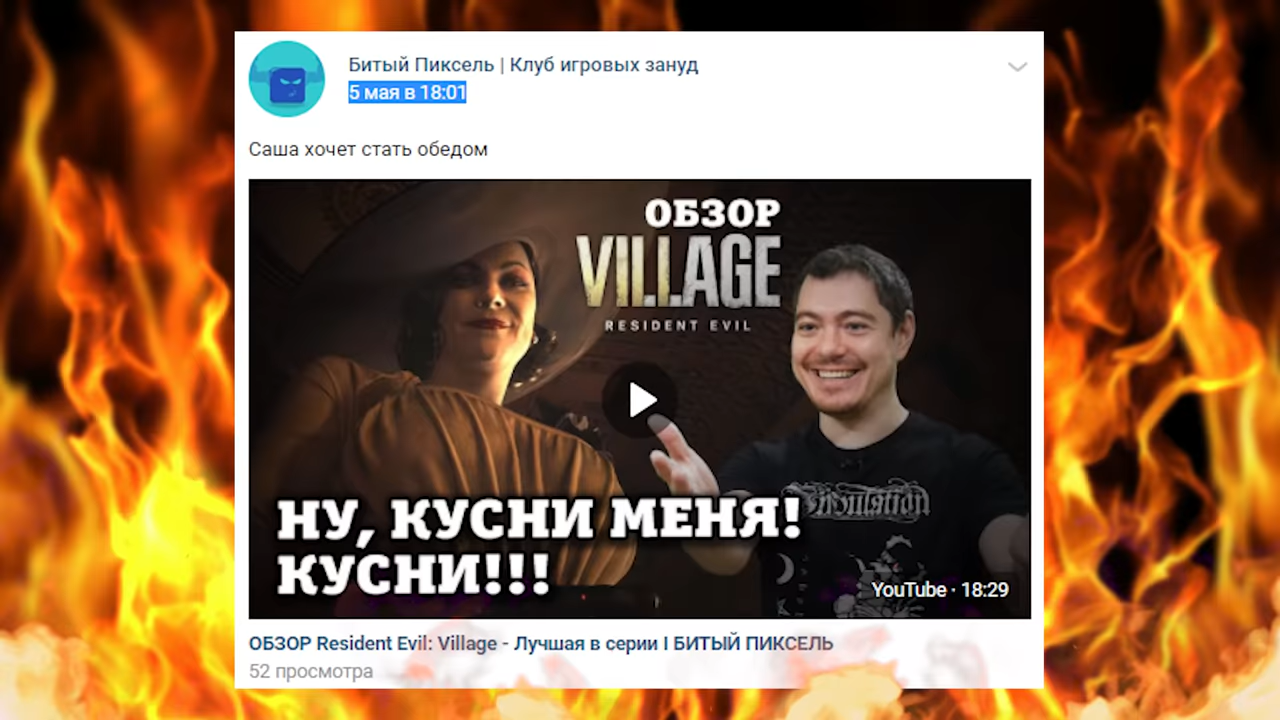 Битый Пиксель | Клуб игровых зануд
5 мая в 18:01
Саша хочет стать обедом
ОБЗОР
VILLAGE
RESIDENT EVIL
НУ, КУСНИ МЕНЯ!
КУСНИ!!!
YouTube · 18:29
ОБЗОР Resident Evil: Village - Лучшая в серии I БИТЫЙ ПИКСЕЛЬ
52 просмотра